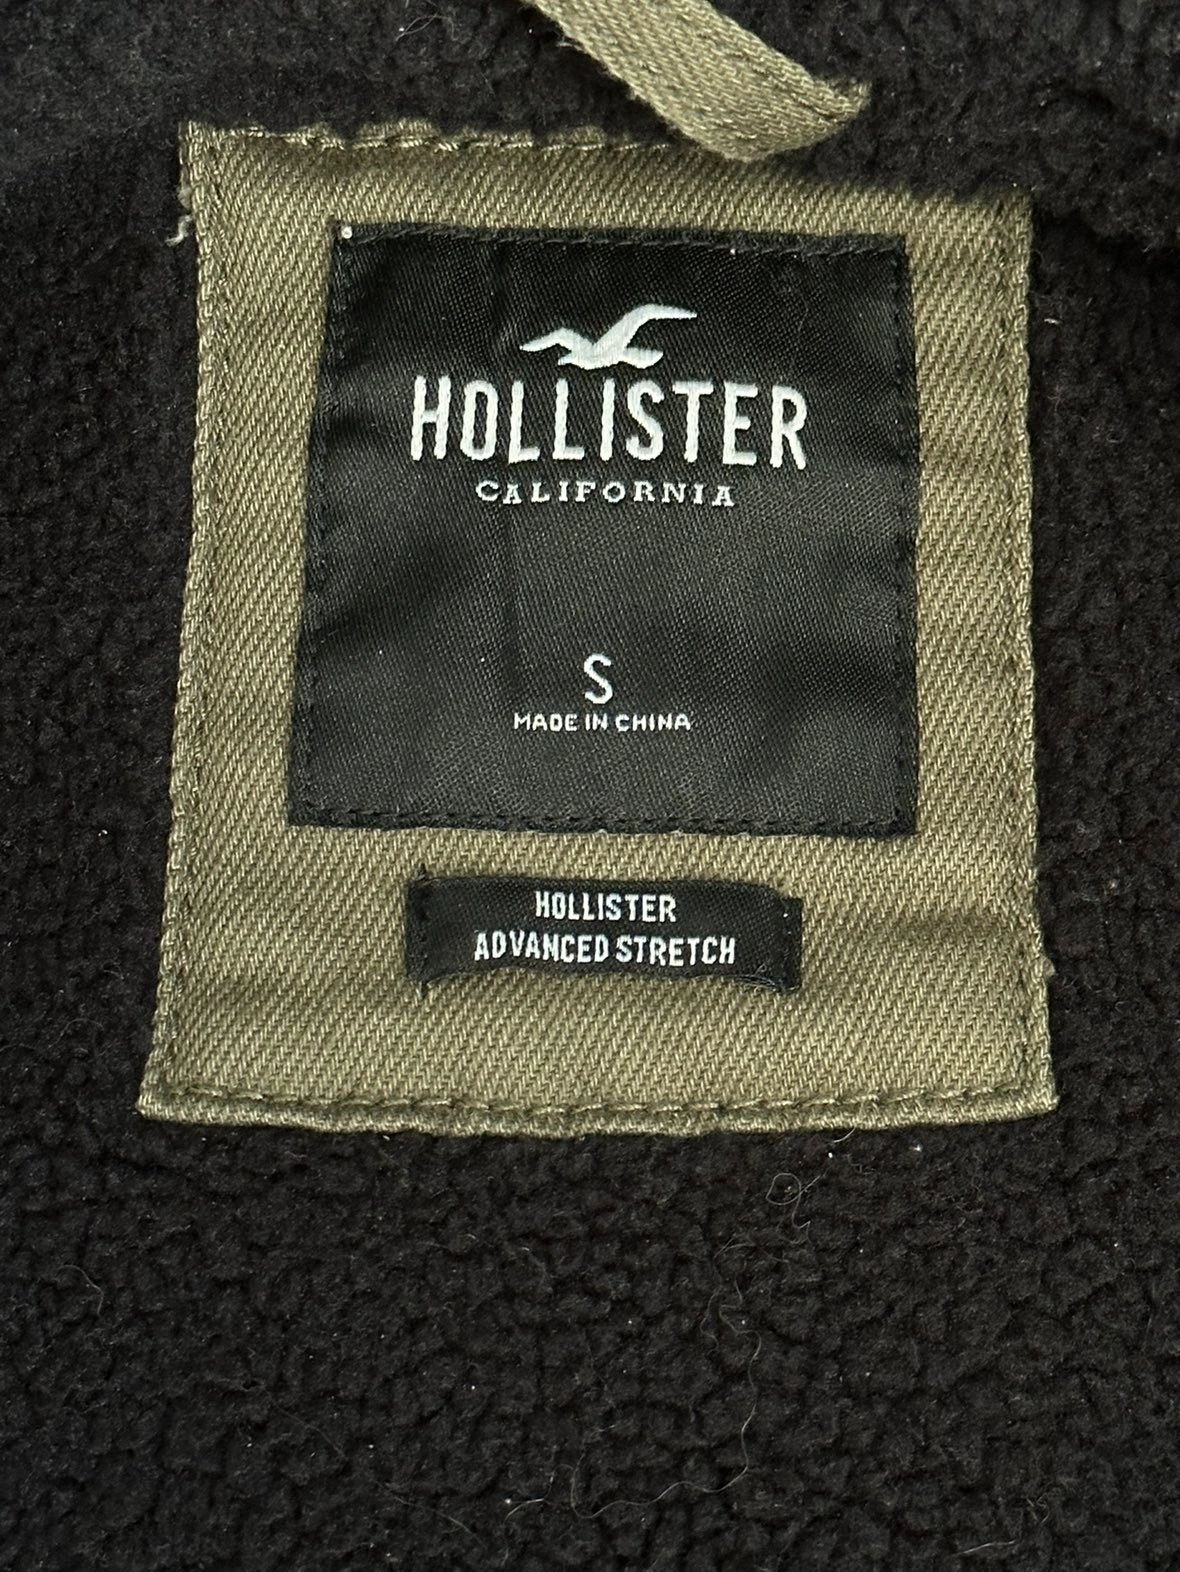 HOLLISTER
CALIFORNIA
S
MADE IN CHINA
HOLLISTER
ADVANCED STRETCH